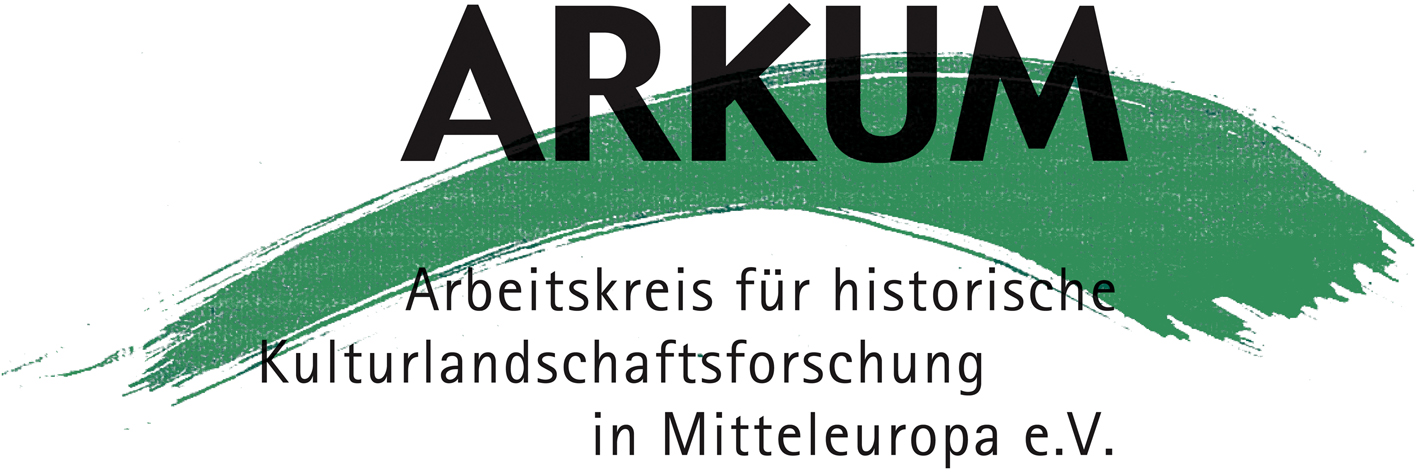 ARKUM
Arbeitskreis für historische
Kulturlandschaftsforschung
in Mitteleuropa e.V.